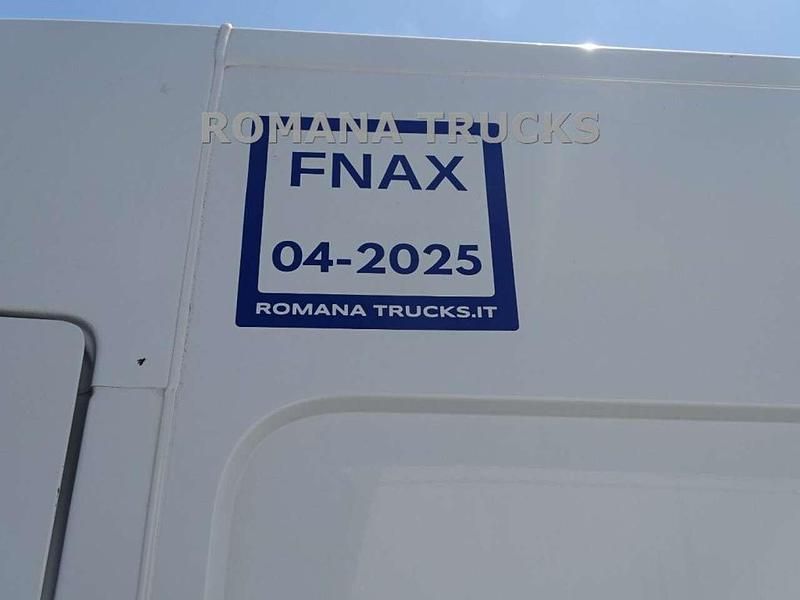 ROMANA TRUCKS
FNAX
04-2025
ROMANA TRUCKS.IT